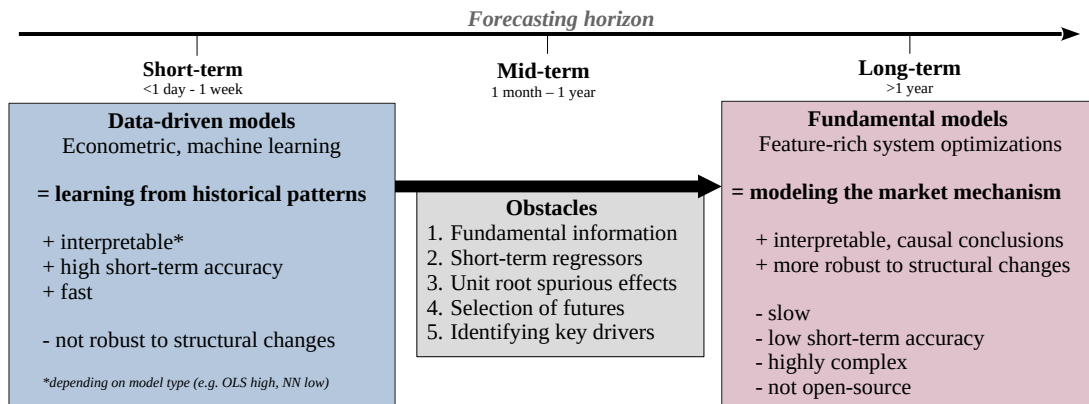 Forecasting horizon
Short-term
<1 day - 1 week
Mid-term
1 month – 1 year
Long-term
>1 year
Data-driven models
Econometric, machine learning
= learning from historical patterns
+ interpretable*
+ high short-term accuracy
+ fast
- not robust to structural changes
*depending on model type (e.g. OLS high, NN low)
Obstacles
1. Fundamental information
2. Short-term regressors
3. Unit root spurious effects
4. Selection of futures
5. Identifying key drivers
Fundamental models
Feature-rich system optimizations
= modeling the market mechanism
+ interpretable, causal conclusions
+ more robust to structural changes
- slow
- low short-term accuracy
- highly complex
- not open-source